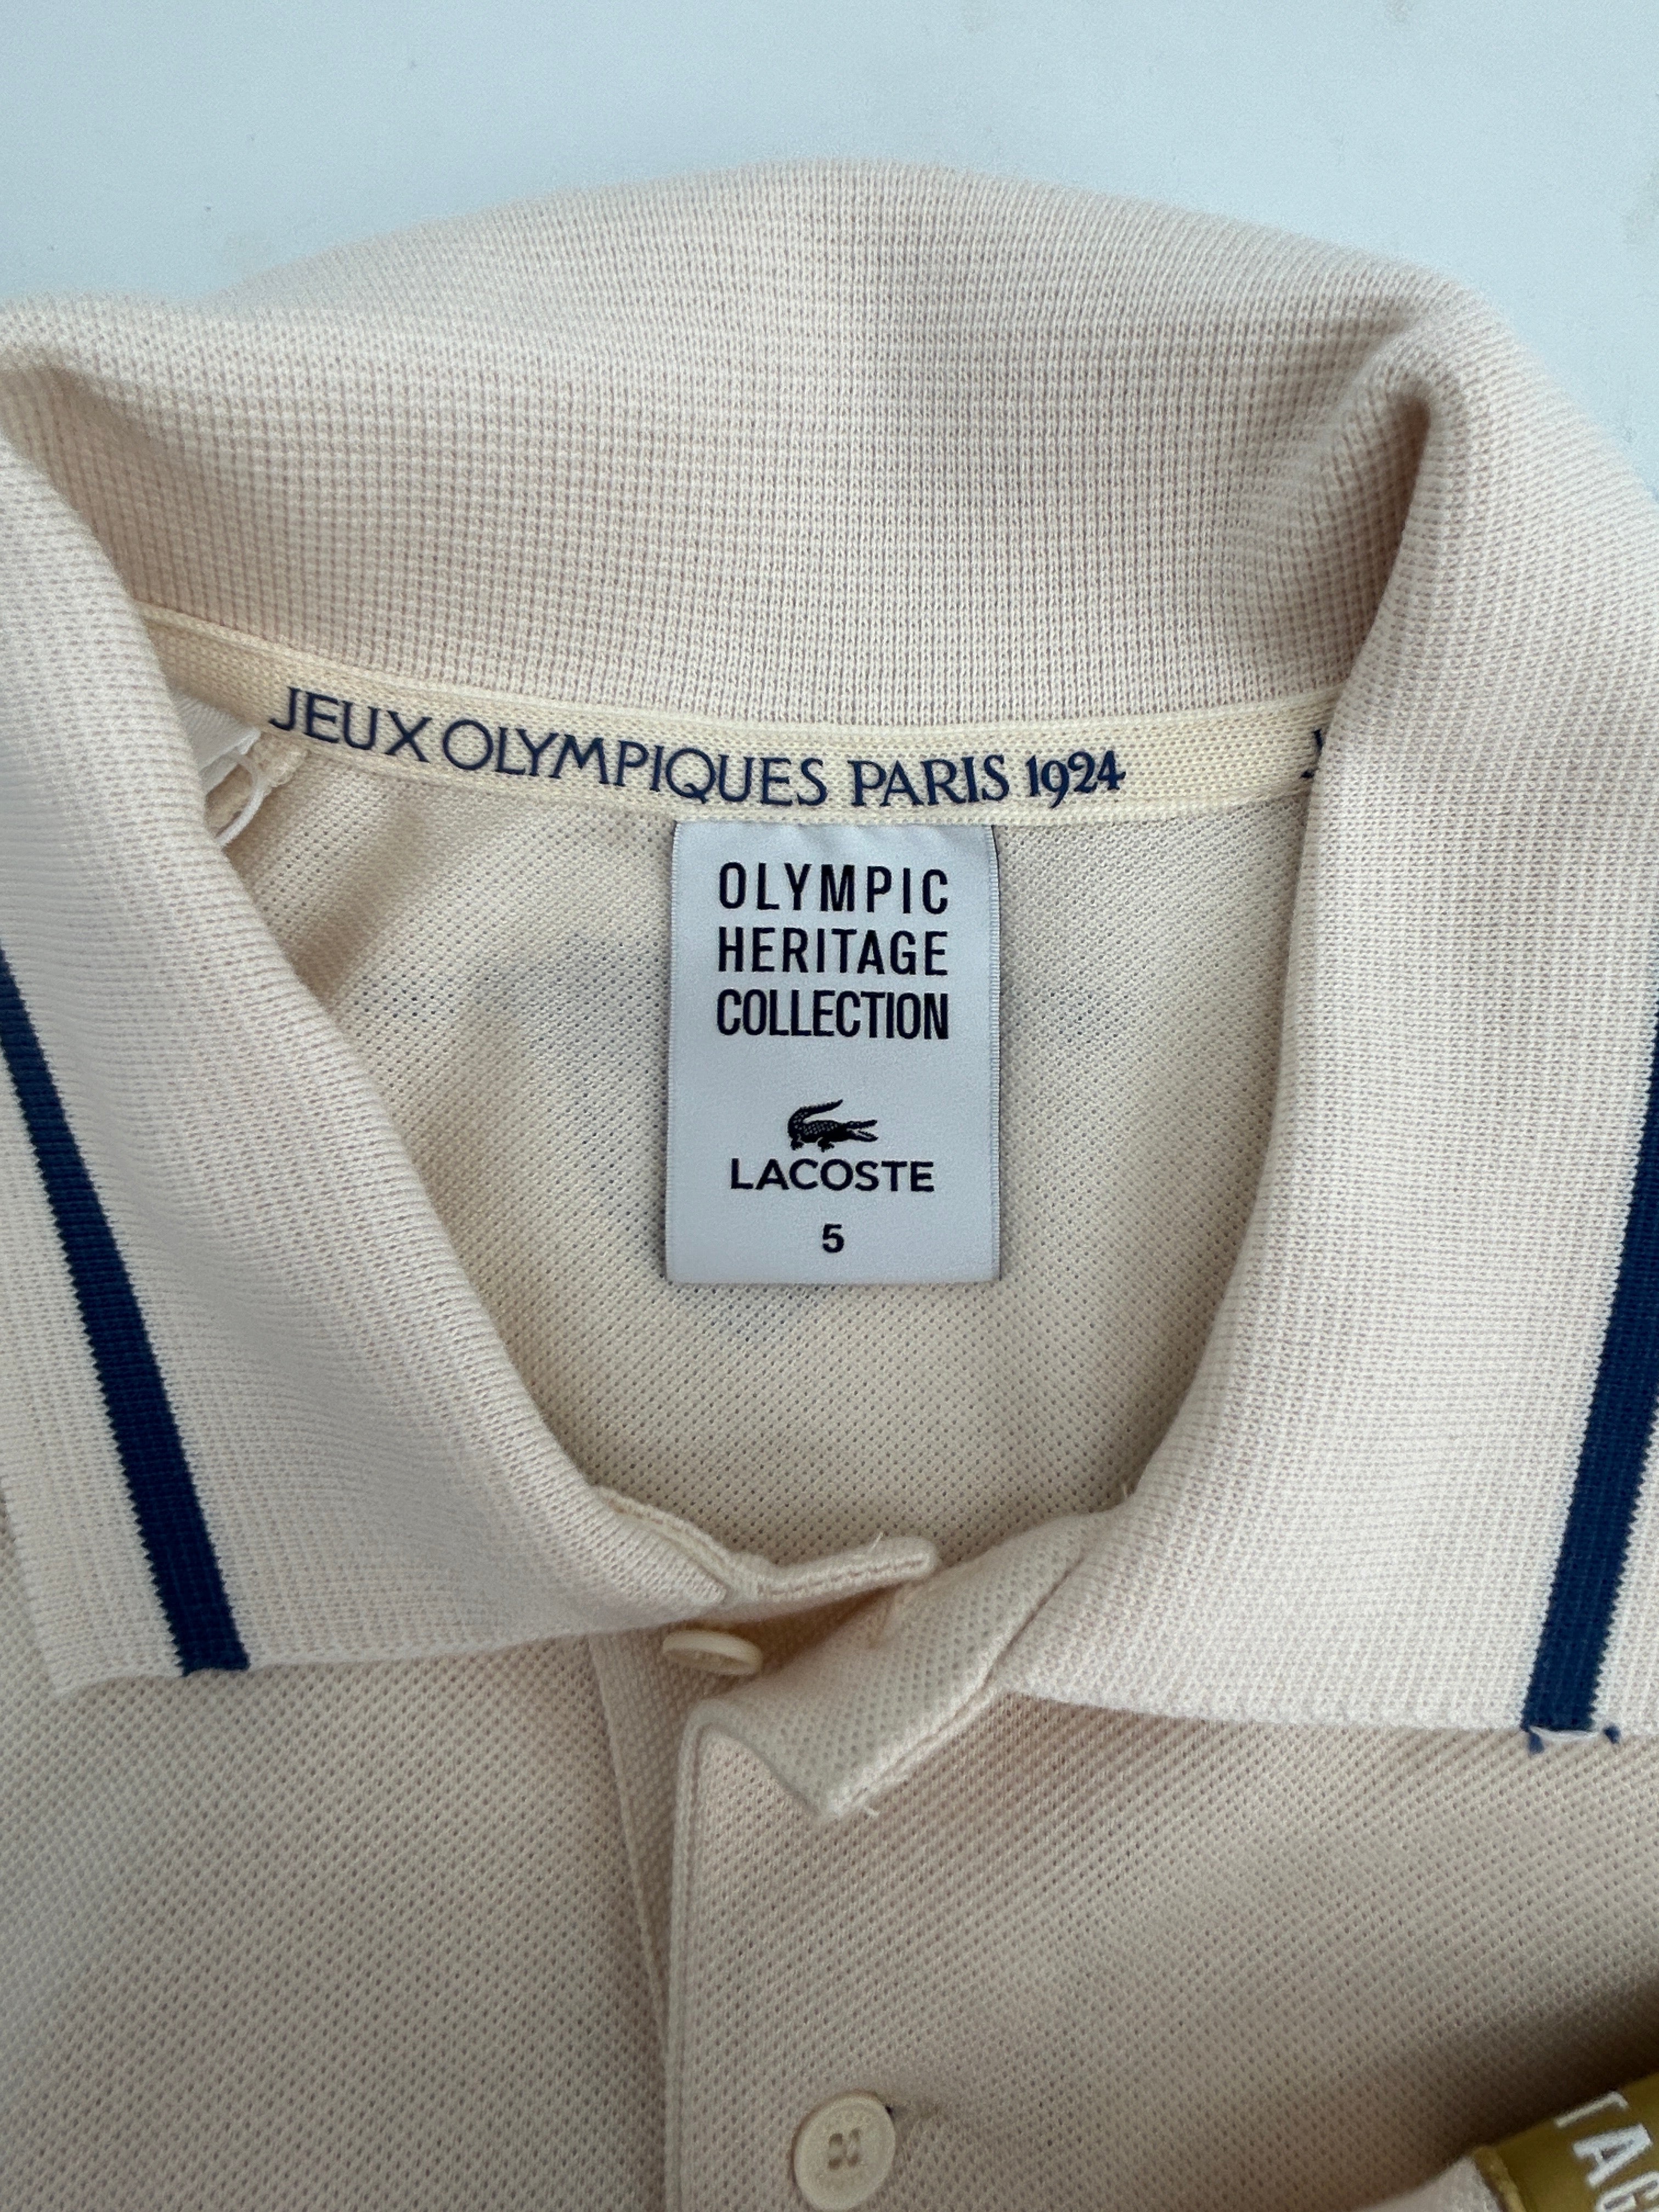 JEUX OLYMPIQUES PARIS 1924
OLYMPIC
HERITAGE
COLLECTION
LACOSTE
5